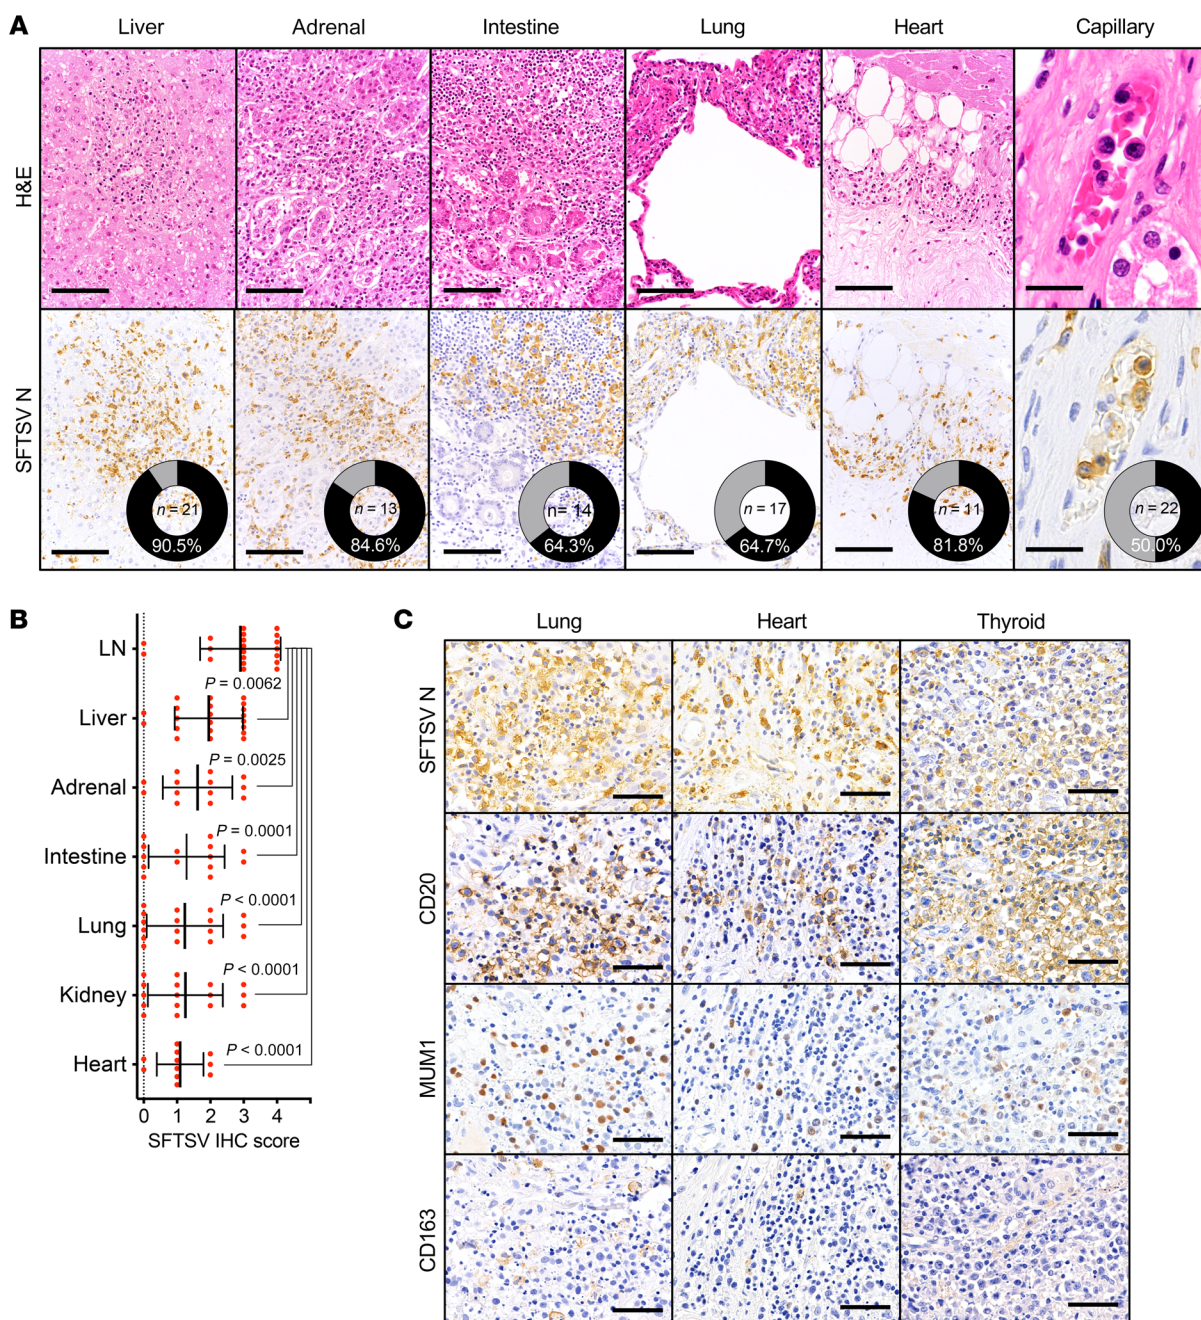 A
Liver Adrenal Intestine Lung Heart Capillary
H&E
SFTSV N
n = 21
90.5%
n = 13
84.6%
n= 14
64.3%
n = 17
64.7%
n = 11
81.8%
n = 22
50.0%
B
LN
P = 0.0062
Liver
P = 0.0025
Adrenal
P = 0.0001
Intestine
P < 0.0001
Lung
P < 0.0001
Kidney
P < 0.0001
Heart
0 1 2 3 4
SFTSV IHC score
C
Lung Heart Thyroid
SFTSV N
CD20
MUM1
CD163